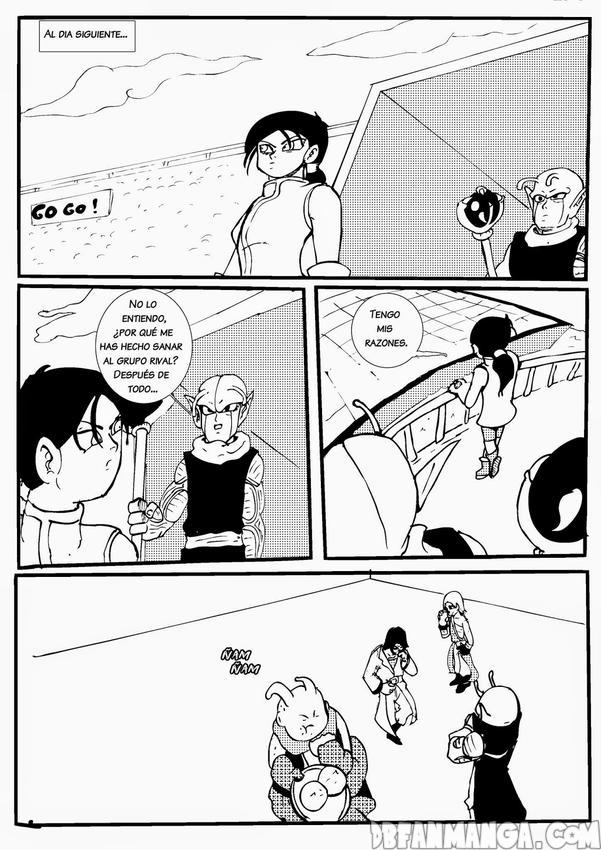 AL DIA SIGUIENTE...
GO GO!
NO LO
ENTIENDO,
¿POR QUÉ ME
HAS HECHO SANAR
AL GRUPO RIVAL?
DESPUÉS DE
TODO...
TENGO
MIS
RAZONES.
ÑAM
ÑAM
DBFANMANGA.COM